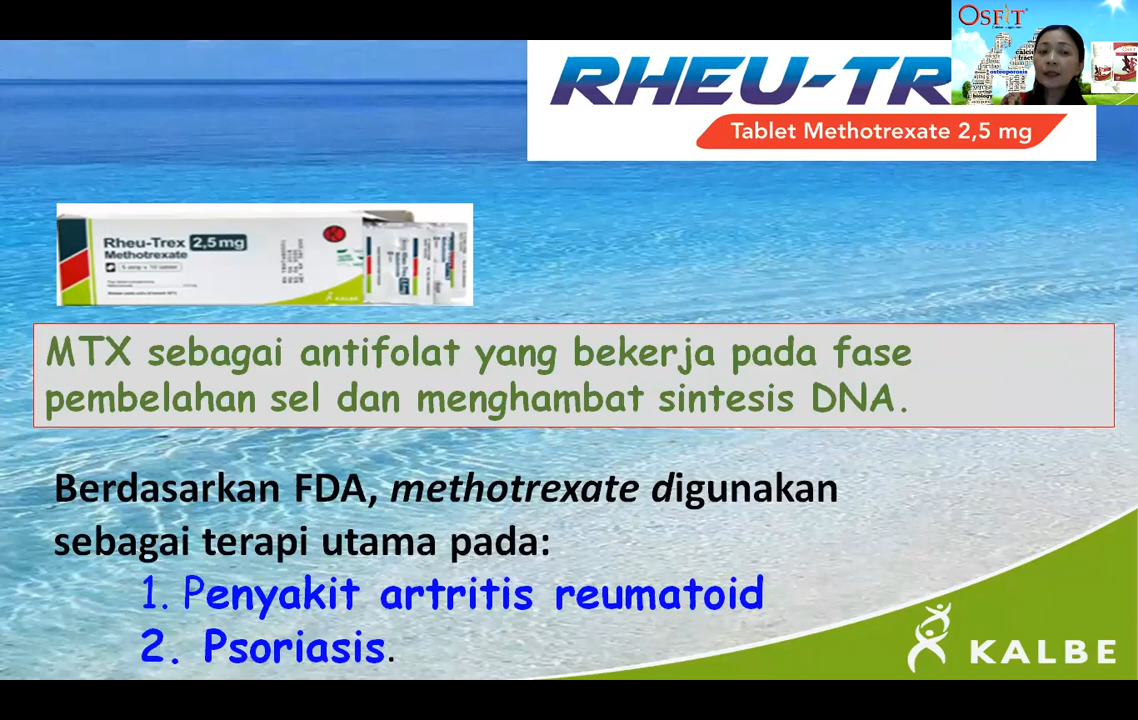 OSFIT
RHEU-TR
Tablet Methotrexate 2,5 mg
Rheu-Trex 2,5 mg
Methotrexate
KALBE
MTX sebagai antifolat yang bekerja pada fase
pembelahan sel dan menghambat sintesis DNA.
Berdasarkan FDA, methotrexate digunakan
sebagai terapi utama pada:
1. Penyakit artritis reumatoid
2. Psoriasis.
KALBE